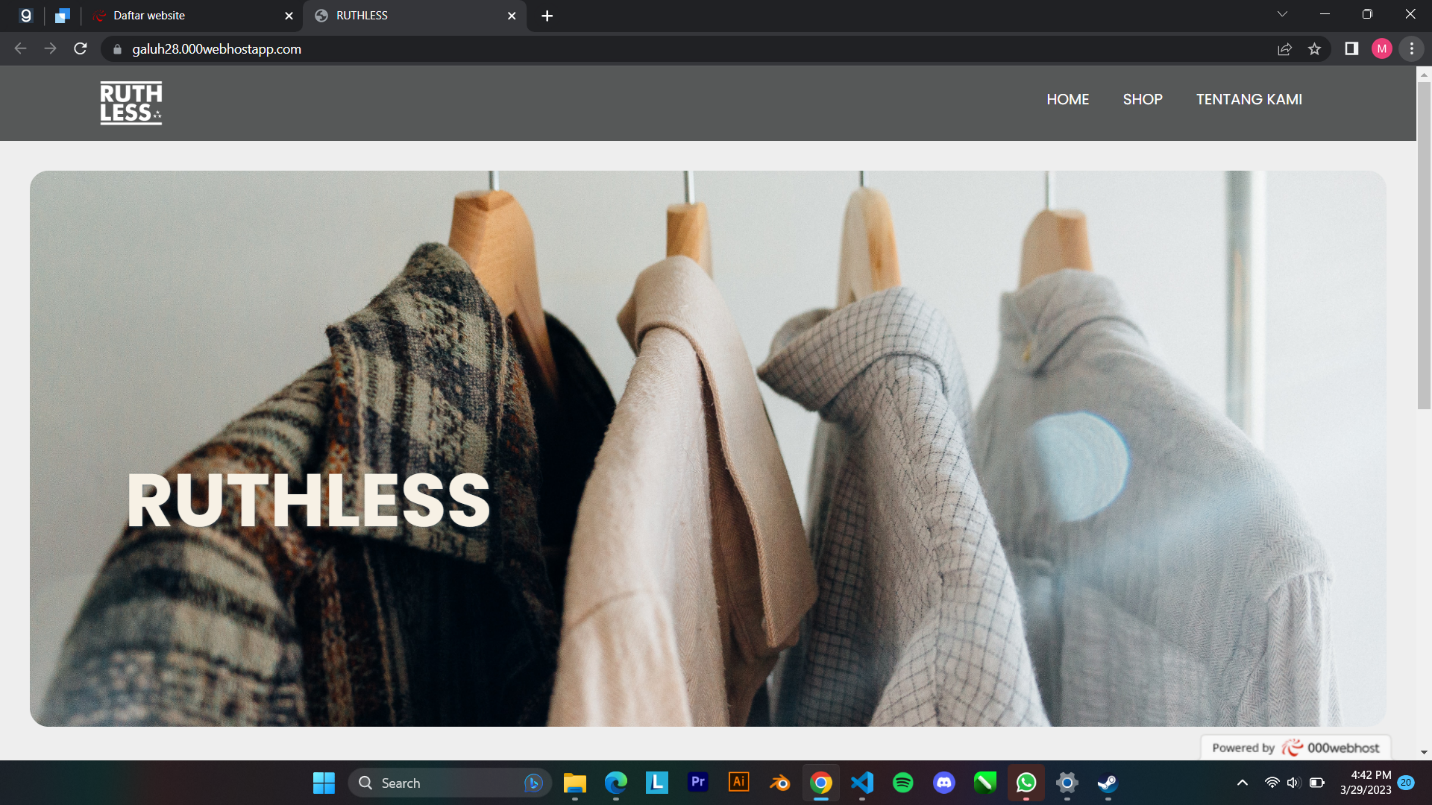 Daftar website
RUTHLESS
galuh28.000webhostapp.com
M
RUTH
LESS
HOME
SHOP
TENTANG KAMI
RUTHLESS
Powered by 000webhost
Search
L
Pr
Ai
4:42 PM
3/29/2023
20